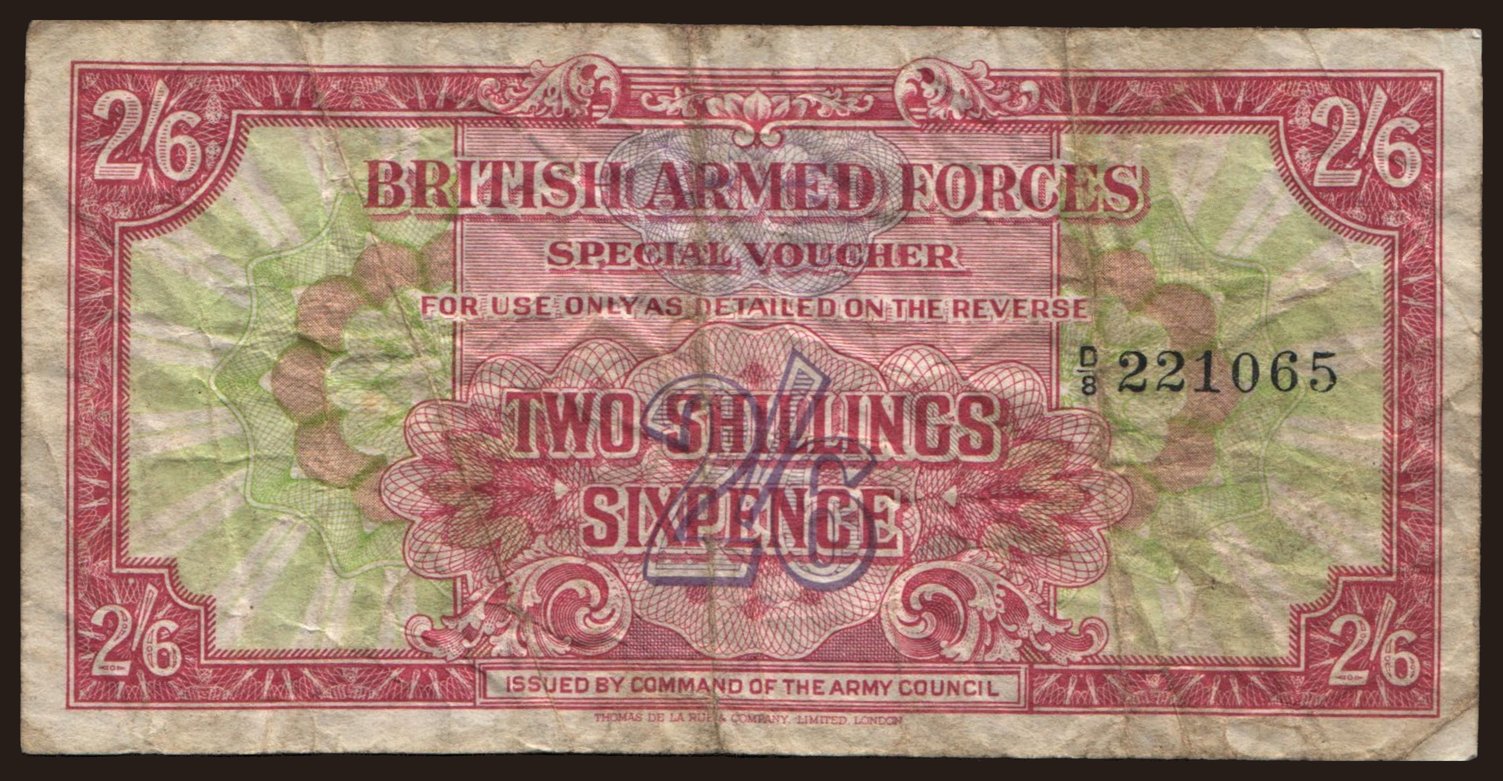 2/6 2/6
BRITISH ARMED FORCES
SPECIAL VOUCHER
FOR USE ONLY AS DETAILED ON THE REVERSE
D/8 221065
TWO SHILLINGS
SIXPENCE
2/6
2/6 2/6
ISSUED BY COMMAND OF THE ARMY COUNCIL
THOMAS DE LA RUE & COMPANY, LIMITED, LONDON